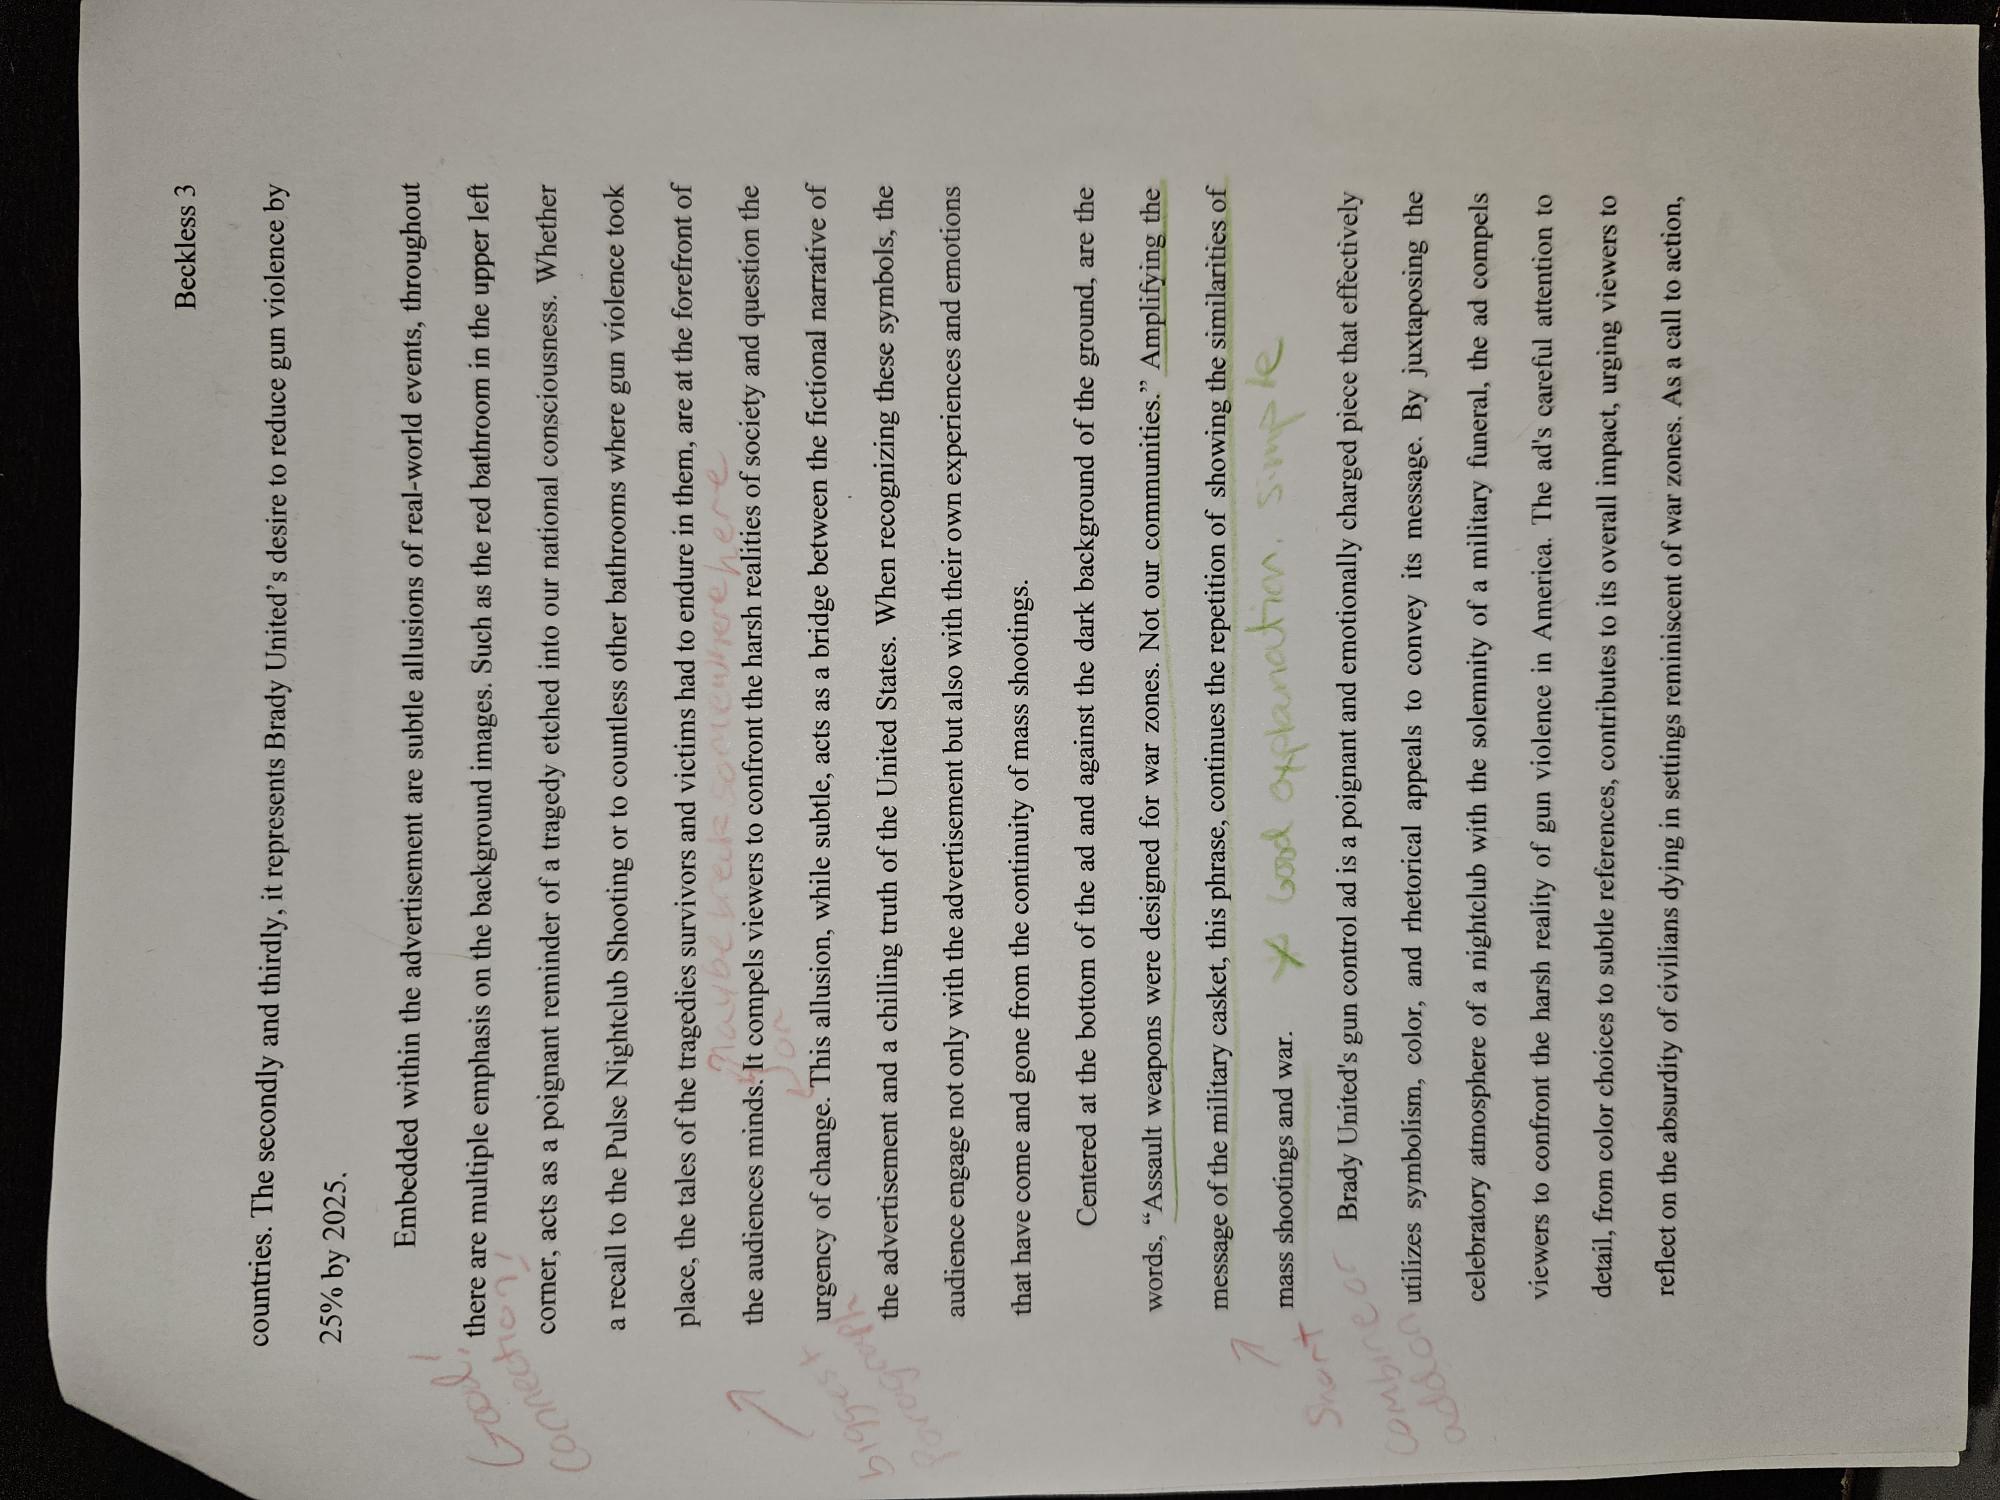 Beckless 3
countries. The secondly and thirdly, it represents Brady United’s desire to reduce gun violence by
25% by 2025.
Good!
connection!
Embedded within the advertisement are subtle allusions of real-world events, throughout
there are multiple emphasis on the background images. Such as the red bathroom in the upper left
corner, acts as a poignant reminder of a tragedy etched into our national consciousness. Whether
a recall to the Pulse Nightclub Shooting or to countless other bathrooms where gun violence took
place, the tales of the tragedies survivors and victims had to endure in them, are at the forefront of
maybe break somewhere here
the audiences minds. It compels viewers to confront the harsh realities of society and question the
or
urgency of change. This allusion, while subtle, acts as a bridge between the fictional narrative of
biggest
Paragraph
the advertisement and a chilling truth of the United States. When recognizing these symbols, the
audience engage not only with the advertisement but also with their own experiences and emotions
that have come and gone from the continuity of mass shootings.
Centered at the bottom of the ad and against the dark background of the ground, are the
words, “Assault weapons were designed for war zones. Not our communities.” Amplifying the
message of the military casket, this phrase, continues the repetition of showing the similarities of
mass shootings and war.
Good explanation. simple
Short
combine or
add on
Brady United's gun control ad is a poignant and emotionally charged piece that effectively
utilizes symbolism, color, and rhetorical appeals to convey its message. By juxtaposing the
celebratory atmosphere of a nightclub with the solemnity of a military funeral, the ad compels
viewers to confront the harsh reality of gun violence in America. The ad's careful attention to
detail, from color choices to subtle references, contributes to its overall impact, urging viewers to
reflect on the absurdity of civilians dying in settings reminiscent of war zones. As a call to action,